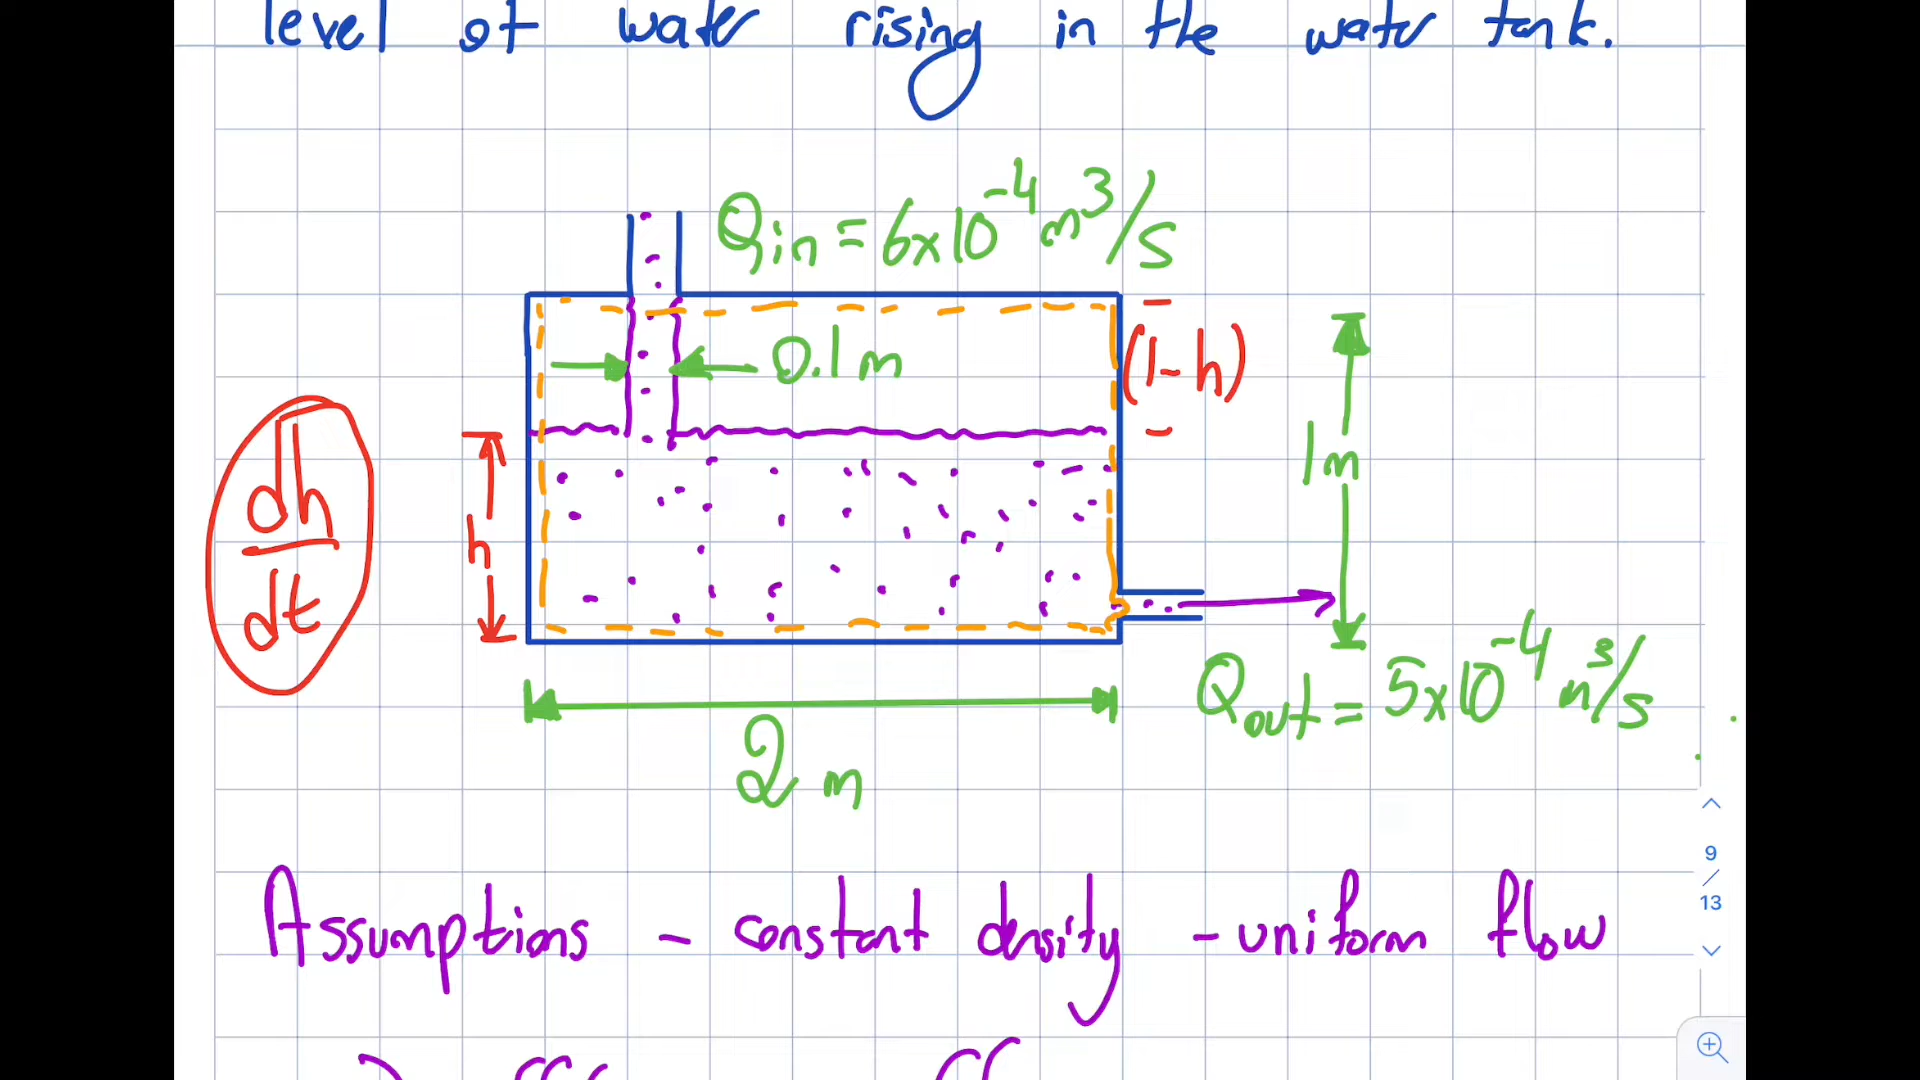 level of water rising in the water tank.
Qin = 6x10^-4 m^3/s
0.1m
(1-h)
1m
dh/dt
h
Qout = 5x10^-4 m^3/s
2 m
9
/
13
Assumptions - constant density - uniform flow